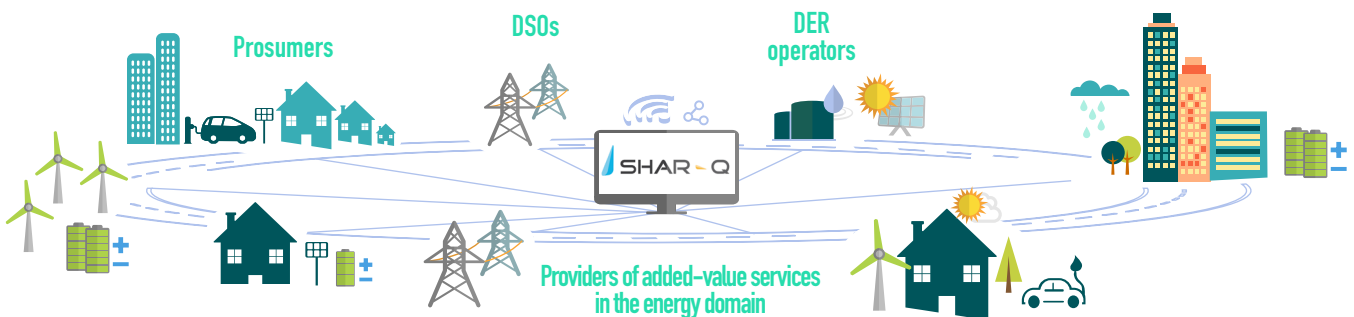 Prosumers
DSOs
DER
operators
SHAR-Q
Providers of added-value services
in the energy domain